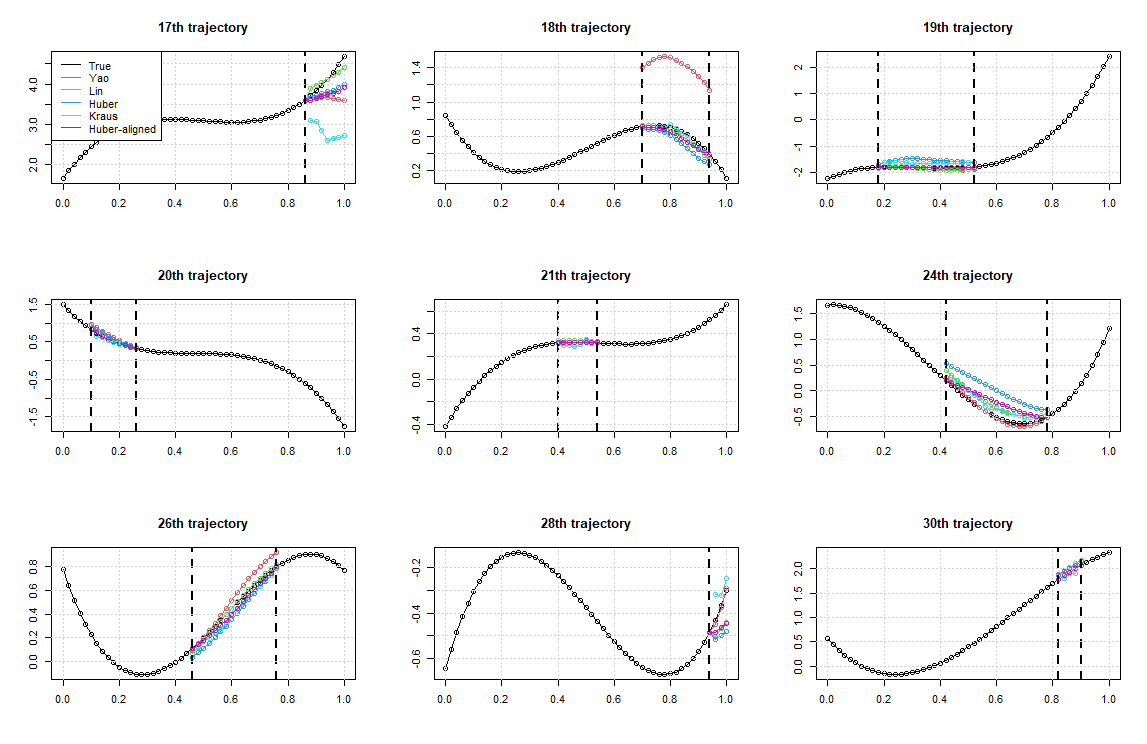 17th trajectory
18th trajectory
19th trajectory
True
Yao
Lin
Huber
Kraus
Huber-aligned
2.0 3.0 4.0
0.0 0.2 0.4 0.6 0.8 1.0
0.2 0.6 1.0 1.4
0.0 0.2 0.4 0.6 0.8 1.0
-2 -1 0 1 2
0.0 0.2 0.4 0.6 0.8 1.0
20th trajectory
21th trajectory
24th trajectory
-1.5 -0.5 0.5 1.5
0.0 0.2 0.4 0.6 0.8 1.0
-0.4 0.0 0.4
0.0 0.2 0.4 0.6 0.8 1.0
-0.5 0.0 0.5 1.0 1.5
0.0 0.2 0.4 0.6 0.8 1.0
26th trajectory
28th trajectory
30th trajectory
0.0 0.2 0.4 0.6 0.8
0.0 0.2 0.4 0.6 0.8 1.0
-0.6 -0.4 -0.2
0.0 0.2 0.4 0.6 0.8 1.0
0.0 0.5 1.0 1.5 2.0
0.0 0.2 0.4 0.6 0.8 1.0